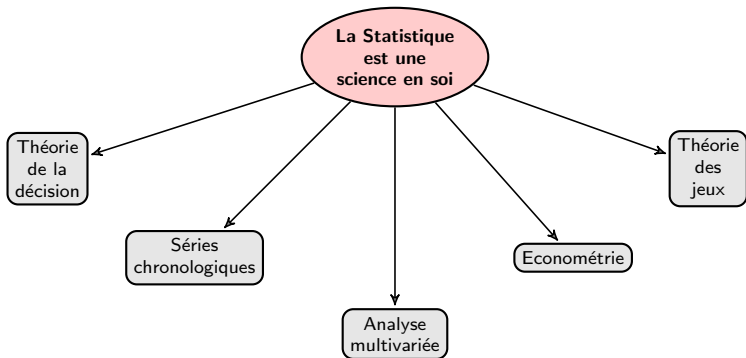 La Statistique
est une
science en soi
Théorie
de la
décision
Séries
chronologiques
Analyse
multivariée
Econométrie
Théorie
des
jeux